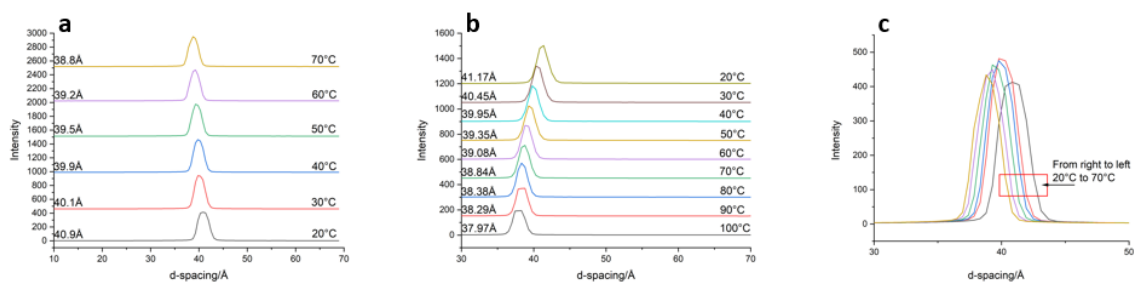 a
3000
2800
2600
2400
2200
2000
1800
1600
1400
1200
1000
800
600
400
200
0
Intensity
38.8Å 70°C
39.2Å 60°C
39.5Å 50°C
39.9Å 40°C
40.1Å 30°C
40.9Å 20°C
10 20 30 40 50 60 70
d-spacing/Å
b
1600
1400
1200
1000
800
600
400
200
0
Intensity
41.17Å 20°C
40.45Å 30°C
39.95Å 40°C
39.35Å 50°C
39.08Å 60°C
38.84Å 70°C
38.38Å 80°C
38.29Å 90°C
37.97Å 100°C
30 40 50 60 70
d-spacing/Å
c
500
400
300
200
100
0
Intensity
From right to left
20°C to 70°C
30 40 50
d-spacing/Å